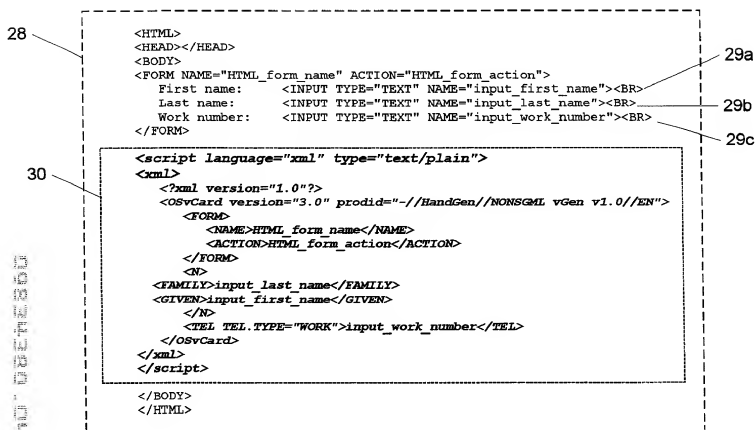 28
<HTML>
<HEAD></HEAD>
<BODY>
<FORM NAME="HTML_form_name" ACTION="HTML_form_action">
First name: <INPUT TYPE="TEXT" NAME="input_first_name"><BR>
29a
Last name: <INPUT TYPE="TEXT" NAME="input_last_name"><BR>
29b
Work number: <INPUT TYPE="TEXT" NAME="input_work_number"><BR>
29c
</FORM>
30
<script language="xml" type="text/plain">
<xml>
<?xml version="1.0"?>
<OSvCard version="3.0" prodid="-//HandGen//NONSGML vGen v1.0//EN">
<FORM>
<NAME>HTML_form_name</NAME>
<ACTION>HTML_form_action</ACTION>
</FORM>
<N>
<FAMILY>input_last_name</FAMILY>
<GIVEN>input_first_name</GIVEN>
</N>
<TEL TEL.TYPE="WORK">input_work_number</TEL>
</OSvCard>
</xml>
</script>
</BODY>
</HTML>